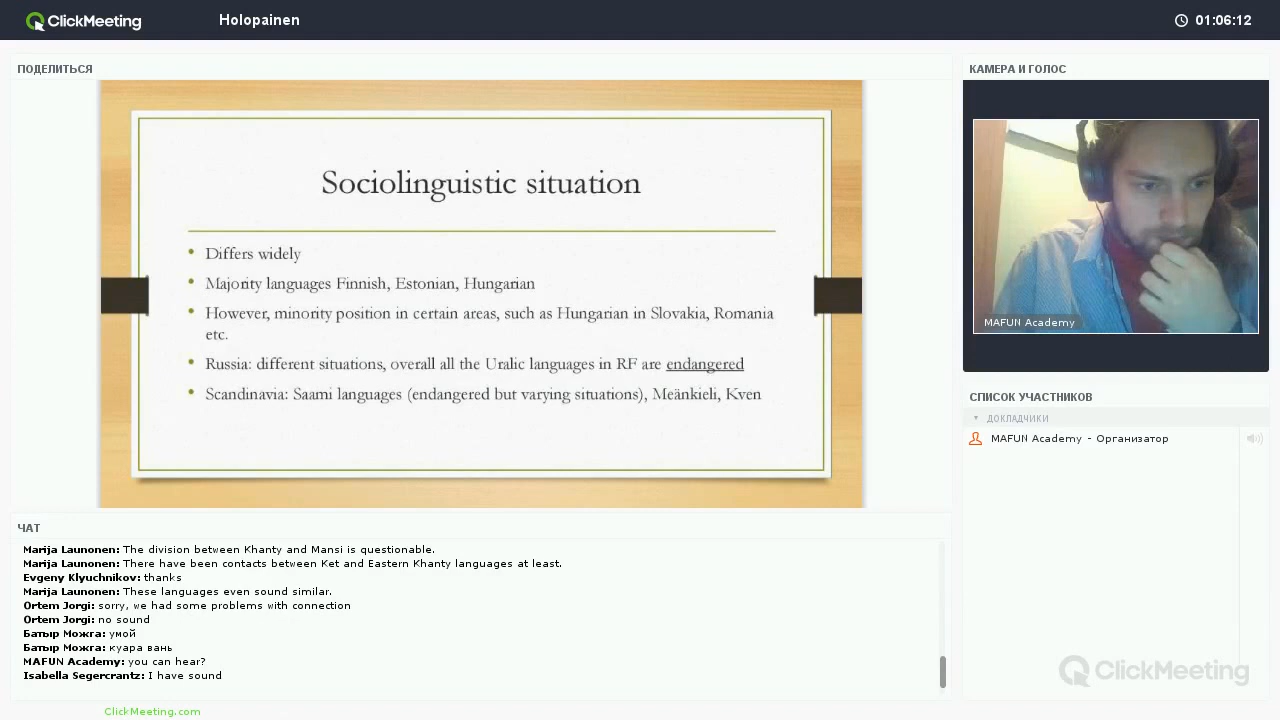 ClickMeeting
Holopainen
01:06:12
ПОДЕЛИТЬСЯ
Sociolinguistic situation
• Differs widely
• Majority languages Finnish, Estonian, Hungarian
• However, minority position in certain areas, such as Hungarian in Slovakia, Romania
etc.
• Russia: different situations, overall all the Uralic languages in RF are endangered
• Scandinavia: Saami languages (endangered but varying situations), Meänkieli, Kven
КАМЕРА И ГОЛОС
MAFUN Academy
СПИСОК УЧАСТНИКОВ
ДОКЛАДЧИКИ
MAFUN Academy - Организатор
ЧАТ
Marija Launonen: The division between Khanty and Mansi is questionable.
Marija Launonen: There have been contacts between Ket and Eastern Khanty languages at least.
Evgeny Klyuchnikov: thanks
Marija Launonen: These languages even sound similar.
Ortem Jorgi: sorry, we had some problems with connection
Ortem Jorgi: no sound
Батыр Можга: умой
Батыр Можга: куара вань
MAFUN Academy: you can hear?
Isabella Segercrantz: I have sound
ClickMeeting
ClickMeeting.com